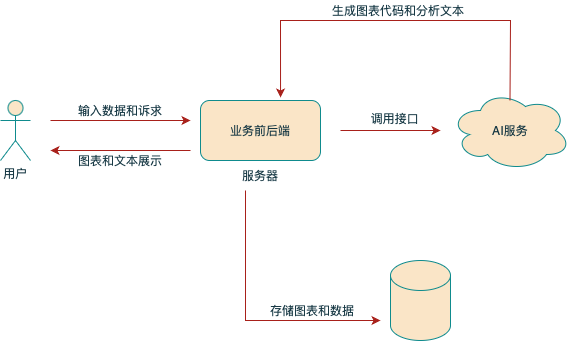 生成图表代码和分析文本
输入数据和诉求
业务前后端
调用接口
AI服务
图表和文本展示
用户
服务器
存储图表和数据